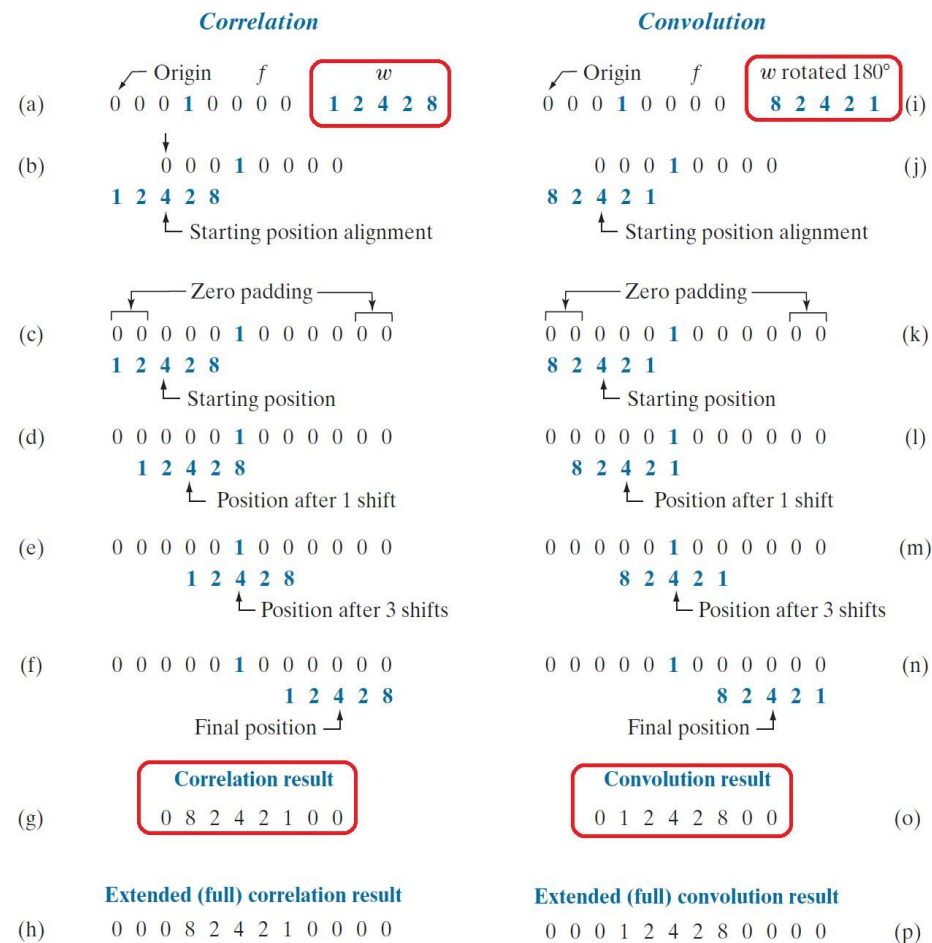 Correlation Convolution
Origin f w Origin f w rotated 180°
(a) 0 0 0 1 0 0 0 0 1 2 4 2 8 0 0 0 1 0 0 0 0 8 2 4 2 1 (i)
(b) 0 0 0 1 0 0 0 0 0 0 0 1 0 0 0 0 (j)
1 2 4 2 8 8 2 4 2 1
Starting position alignment Starting position alignment
Zero padding Zero padding
(c) 0 0 0 0 0 1 0 0 0 0 0 0 0 0 0 0 0 1 0 0 0 0 0 0 (k)
1 2 4 2 8 8 2 4 2 1
Starting position Starting position
(d) 0 0 0 0 0 1 0 0 0 0 0 0 0 0 0 0 0 1 0 0 0 0 0 0 (l)
1 2 4 2 8 8 2 4 2 1
Position after 1 shift Position after 1 shift
(e) 0 0 0 0 0 1 0 0 0 0 0 0 0 0 0 0 0 1 0 0 0 0 0 0 (m)
1 2 4 2 8 8 2 4 2 1
Position after 3 shifts Position after 3 shifts
(f) 0 0 0 0 0 1 0 0 0 0 0 0 0 0 0 0 0 1 0 0 0 0 0 0 (n)
1 2 4 2 8 8 2 4 2 1
Final position Final position
Correlation result Convolution result
(g) 0 8 2 4 2 1 0 0 0 1 2 4 2 8 0 0 (o)
Extended (full) correlation result Extended (full) convolution result
(h) 0 0 0 8 2 4 2 1 0 0 0 0 0 0 0 1 2 4 2 8 0 0 0 0 (p)